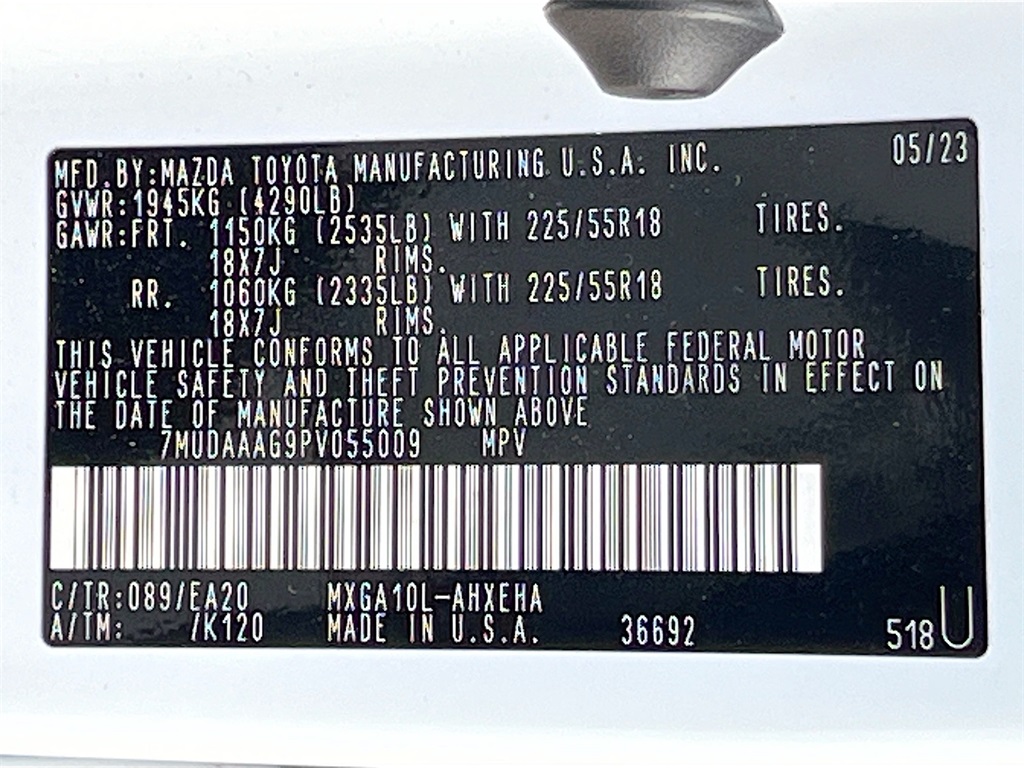 05/23
MFD.BY:MAZDA TOYOTA MANUFACTURING U.S.A. INC.
GVWR:1945KG (4290LB)
GAWR:FRT. 1150KG (2535LB) WITH 225/55R18 TIRES.
18X7J RIMS.
RR. 1060KG (2335LB) WITH 225/55R18 TIRES.
18X7J RIMS.
THIS VEHICLE CONFORMS TO ALL APPLICABLE FEDERAL MOTOR
VEHICLE SAFETY AND THEFT PREVENTION STANDARDS IN EFFECT ON
THE DATE OF MANUFACTURE SHOWN ABOVE
7MUDAAAG9PV055009 MPV
C/TR:089/EA20 MXGA10L-AHXEHA
A/TM: /K120 MADE IN U.S.A. 36692 518 U